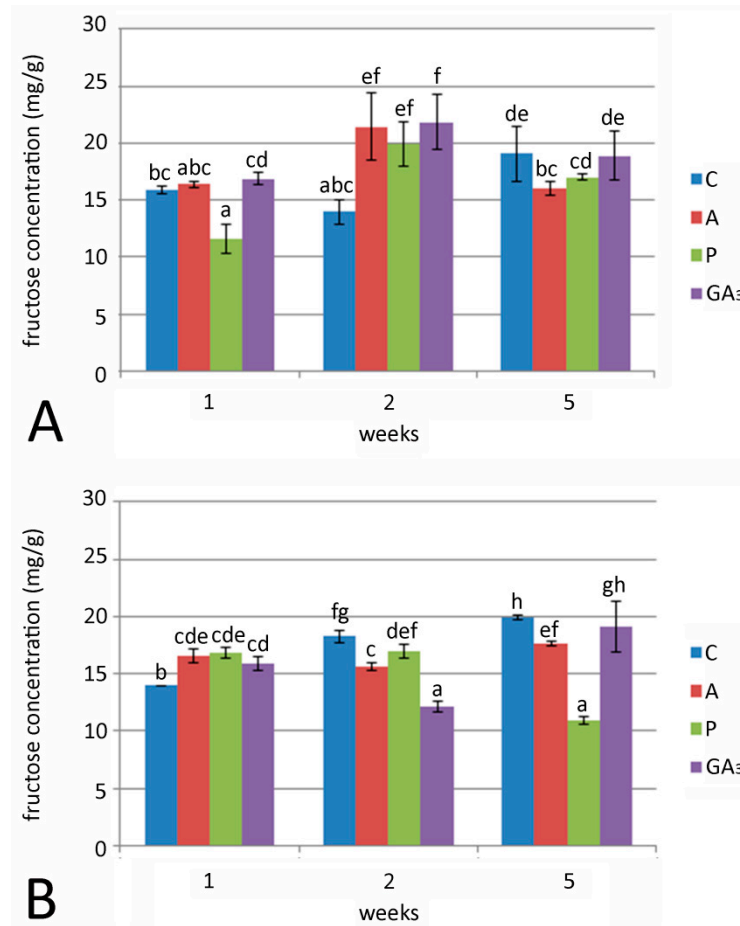 fructose concentration (mg/g)
30
25
20
15
10
5
0
bc abc a cd
abc ef ef f
de bc cd de
1 2 5
weeks
A
C
A
P
GA₃
fructose concentration (mg/g)
30
25
20
15
10
5
0
b cde cde cd
fg c def a
h ef a gh
1 2 5
weeks
B
C
A
P
GA₃